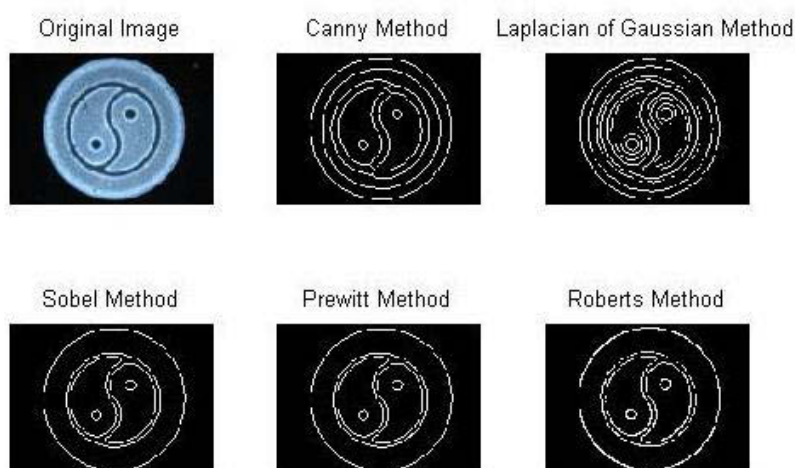 Original Image
Canny Method
Laplacian of Gaussian Method
Sobel Method
Prewitt Method
Roberts Method